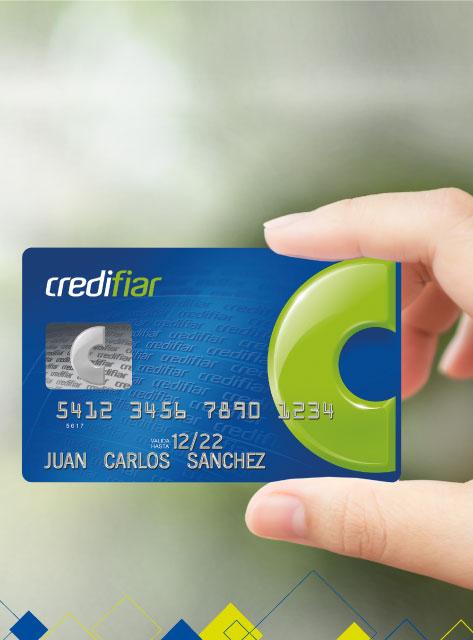 credifiar
5412 3456 7890 1234
5617
VALIDA HASTA 12/22
JUAN CARLOS SANCHEZ